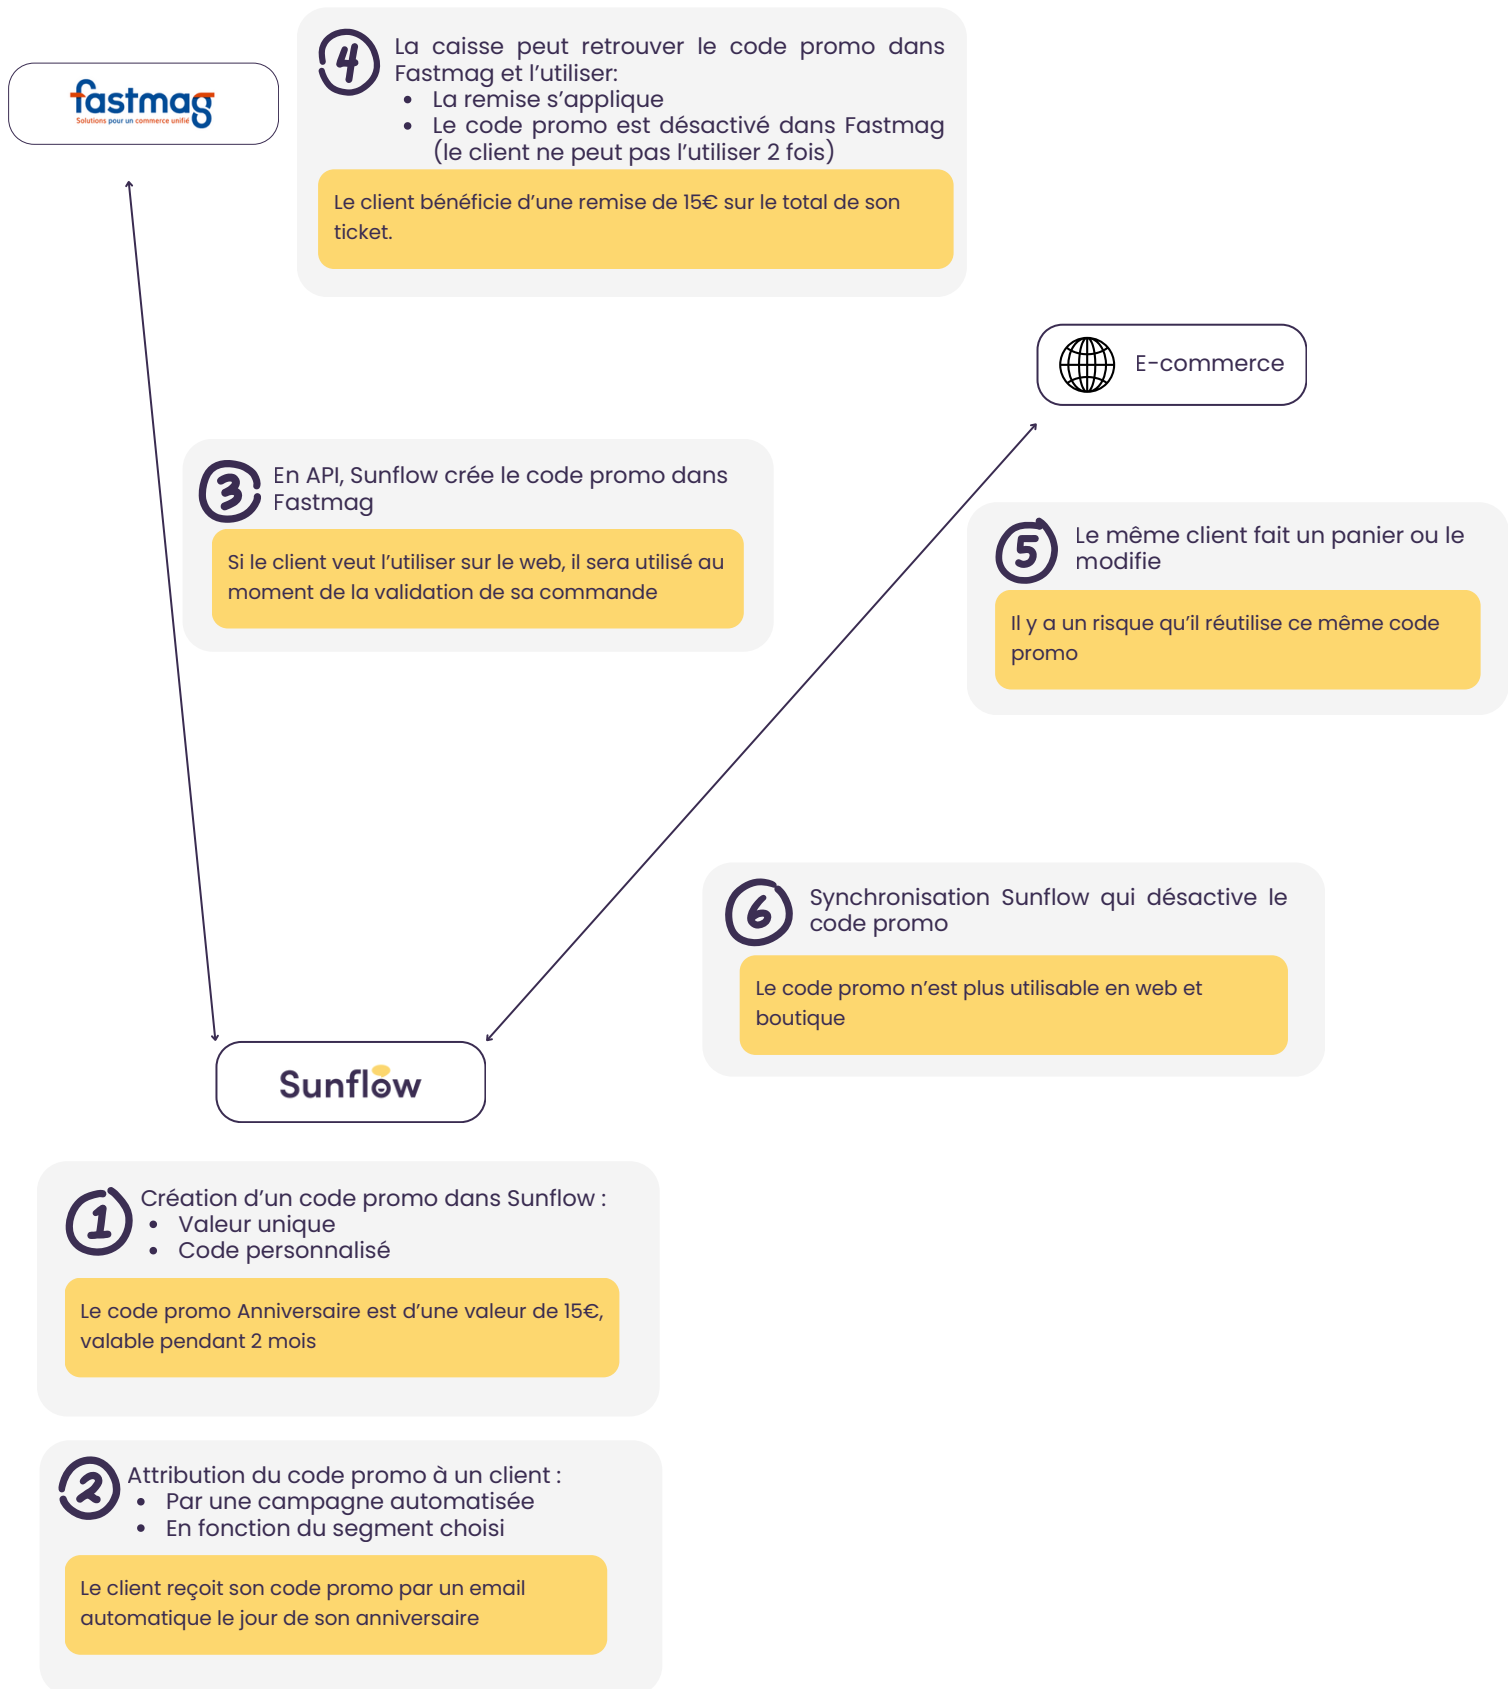 fastmag
Solutions pour un commerce unifié
4
La caisse peut retrouver le code promo dans
Fastmag et l’utiliser:
• La remise s’applique
• Le code promo est désactivé dans Fastmag
(le client ne peut pas l’utiliser 2 fois)
Le client bénéficie d’une remise de 15€ sur le total de son
ticket.
E-commerce
3
En API, Sunflow crée le code promo dans
Fastmag
Si le client veut l’utiliser sur le web, il sera utilisé au
moment de la validation de sa commande
5
Le même client fait un panier ou le
modifie
Il y a un risque qu’il réutilise ce même code
promo
6
Synchronisation Sunflow qui désactive le
code promo
Le code promo n’est plus utilisable en web et
boutique
Sunflow
1
Création d’un code promo dans Sunflow :
• Valeur unique
• Code personnalisé
Le code promo Anniversaire est d’une valeur de 15€,
valable pendant 2 mois
2
Attribution du code promo à un client :
• Par une campagne automatisée
• En fonction du segment choisi
Le client reçoit son code promo par un email
automatique le jour de son anniversaire